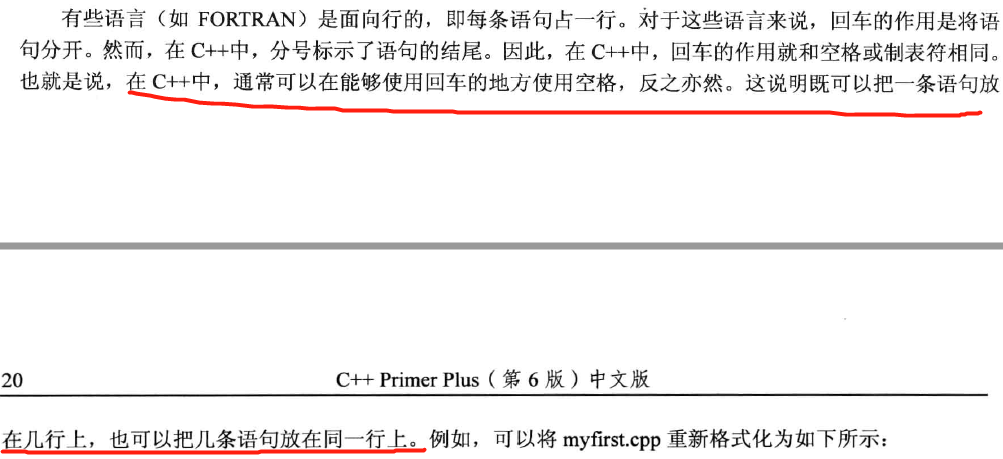 有些语言（如 FORTRAN）是面向行的，即每条语句占一行。对于这些语言来说，回车的作用是将语
句分开。然而，在 C++中，分号标示了语句的结尾。因此，在 C++中，回车的作用就和空格或制表符相同。
也就是说，在 C++中，通常可以在能够使用回车的地方使用空格，反之亦然。这说明既可以把一条语句放
20 C++ Primer Plus（第 6 版）中文版
在几行上，也可以把几条语句放在同一行上。例如，可以将 myfirst.cpp 重新格式化为如下所示：